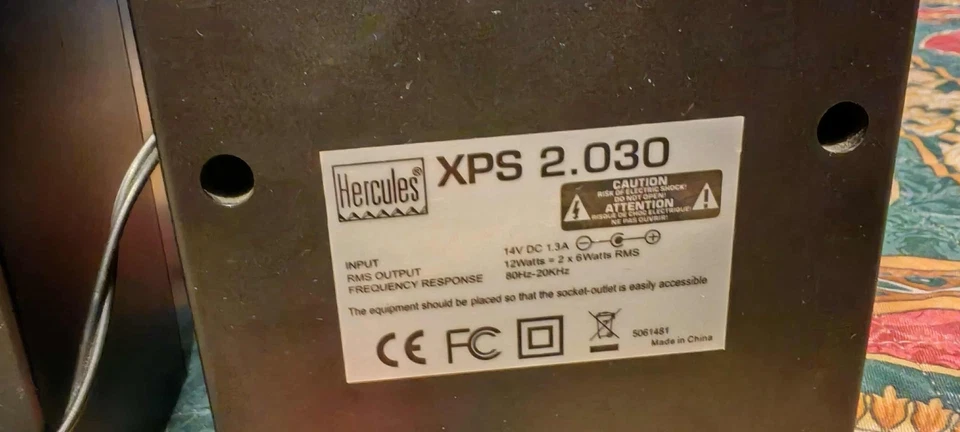 Hercules®
XPS 2.030
CAUTION
RISK OF ELECTRIC SHOCK!
DO NOT OPEN!
ATTENTION
RISQUE DE CHOC ELECTRIQUE!
NE PAS OUVRIR!
INPUT 14V DC 1.3A
RMS OUTPUT 12Watts = 2 x 6Watts RMS
FREQUENCY RESPONSE 80Hz-20KHz
The equipment should be placed so that the socket-outlet is easily accessible
CE FC
5061481
Made in China